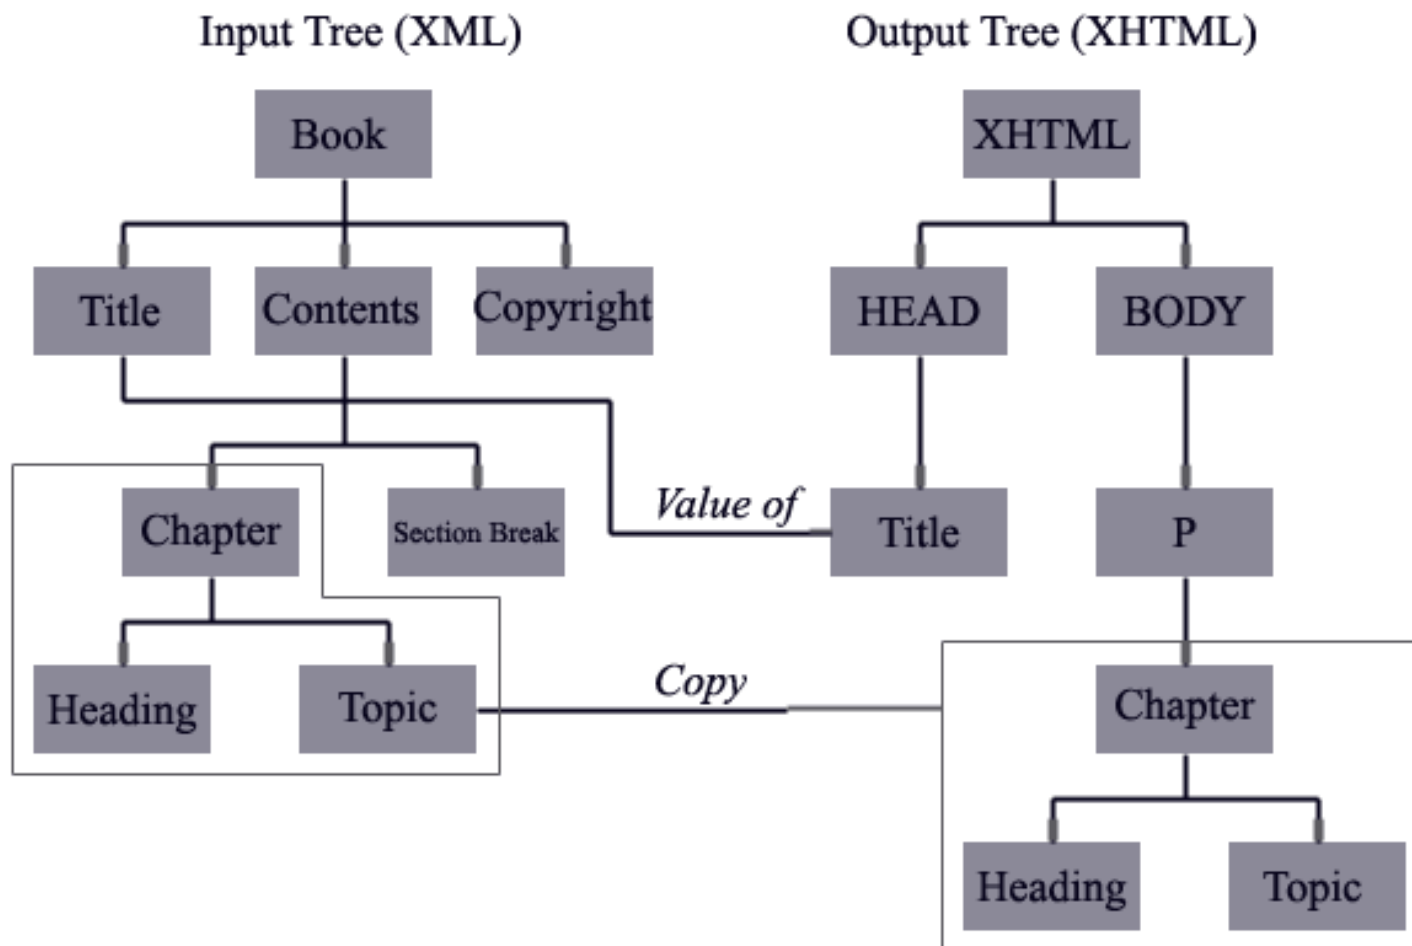 Input Tree (XML)
Output Tree (XHTML)
Book
XHTML
Title
Contents
Copyright
HEAD
BODY
Chapter
Section Break
Value of
Title
P
Heading
Topic
Copy
Chapter
Heading
Topic